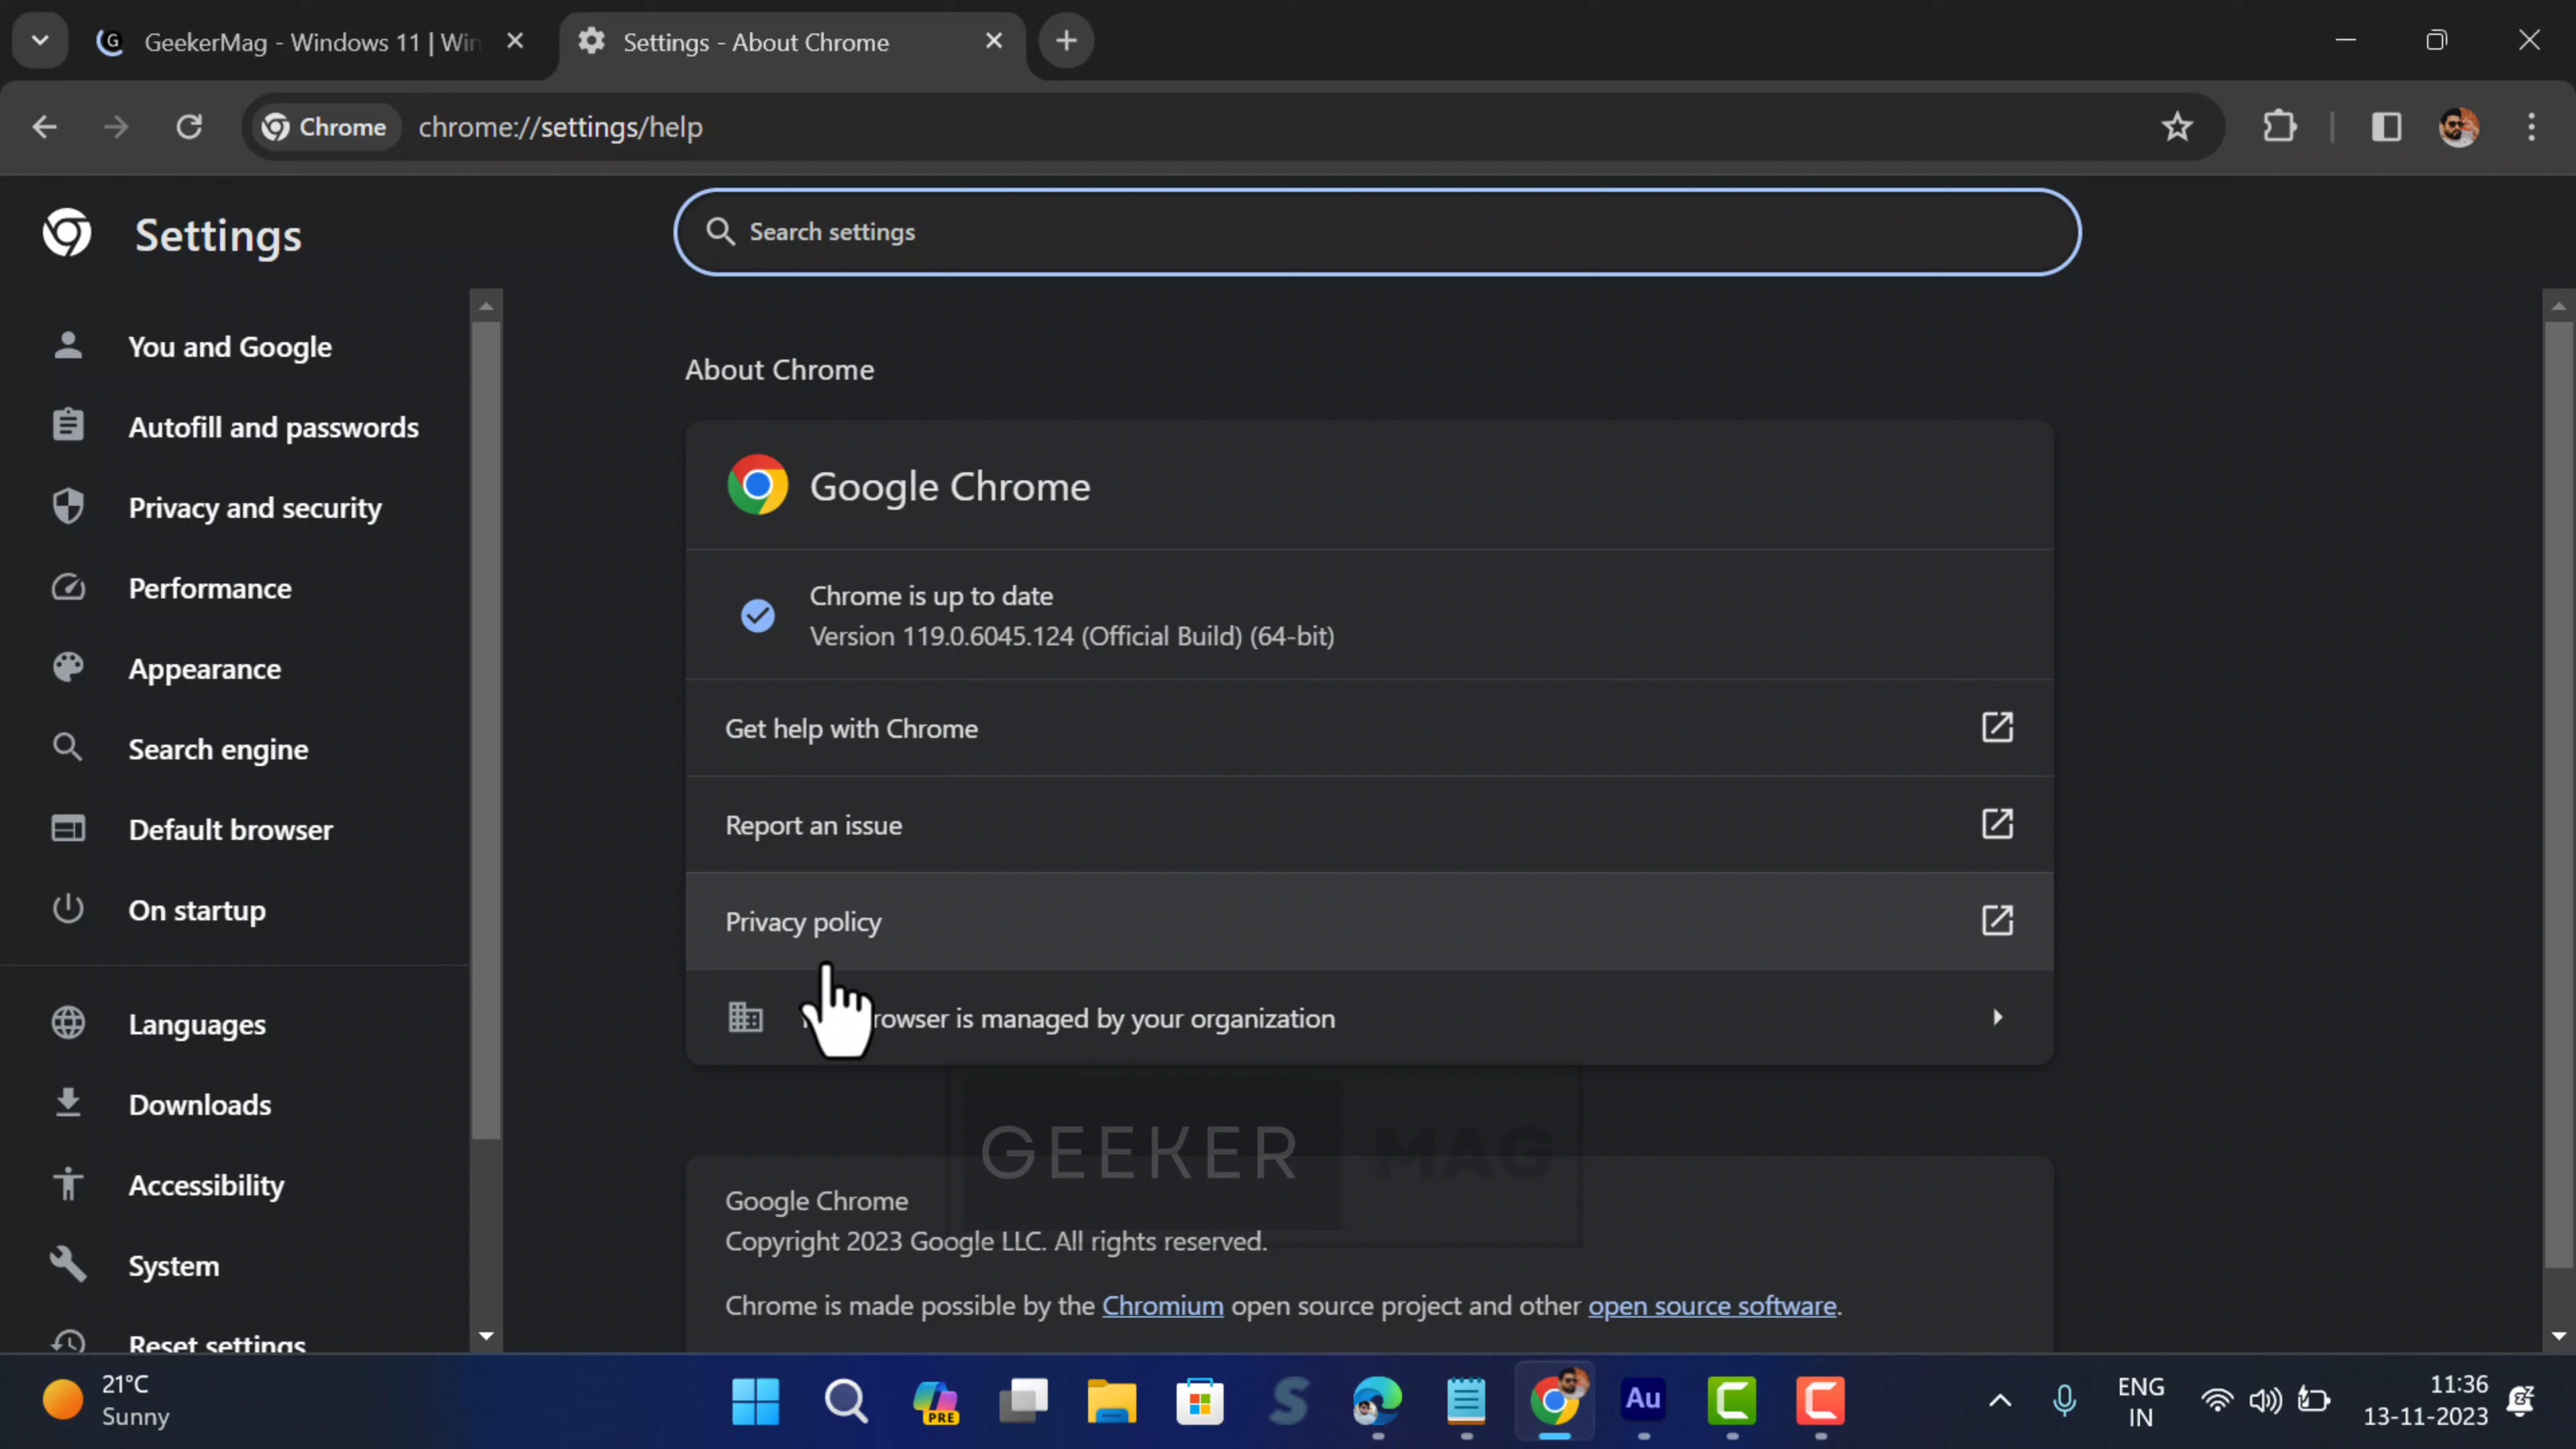 GeekerMag - Windows 11 | Win
Settings - About Chrome
Chrome
chrome://settings/help
Settings
Search settings
You and Google
Autofill and passwords
Privacy and security
Performance
Appearance
Search engine
Default browser
On startup
Languages
Downloads
Accessibility
System
Reset settings
About Chrome
Google Chrome
Chrome is up to date
Version 119.0.6045.124 (Official Build) (64-bit)
Get help with Chrome
Report an issue
Privacy policy
rowser is managed by your organization
GEEKER MAG
Google Chrome
Copyright 2023 Google LLC. All rights reserved.
Chrome is made possible by the Chromium open source project and other open source software.
21°C
Sunny
PRE
S
Au
ENG
IN
11:36
13-11-2023